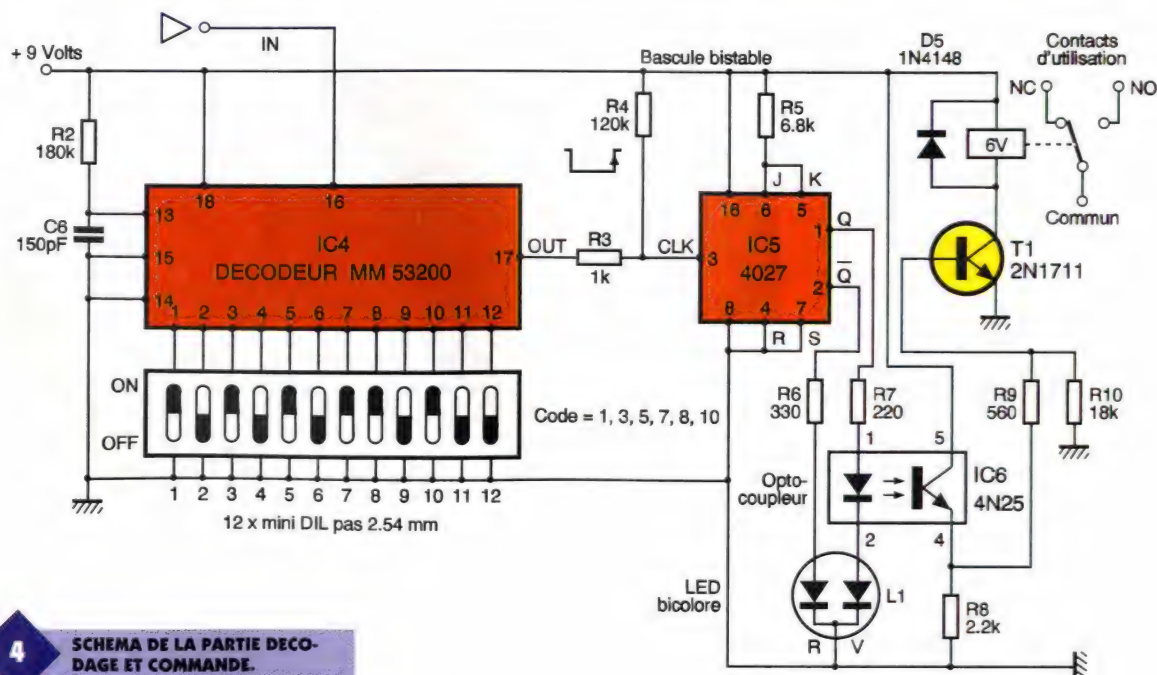 + 9 Volts
IN
Bascule bistable
D5
1N4148
Contacts
d'utilisation
NC
NO
R2
180k
R4
120k
R5
6.8k
6V
Commun
J
K
18
16
16
6
5
13
C6
150pF
15
14
IC4
DECODEUR MM 53200
17
OUT
R3
1k
CLK
3
IC5
4027
1
Q
2
Q
T1
2N1711
1 2 3 4 5 6 7 8 9 10 11 12
8
4
7
R
S
ON
OFF
Code = 1, 3, 5, 7, 8, 10
R6
330
R7
220
R9
560
R10
18k
1
5
Opto-
coupleur
IC6
4N25
2
4
1 2 3 4 5 6 7 8 9 10 11 12
12 x mini DIL pas 2.54 mm
LED
bicolore
L1
R
V
R8
2.2k
4
SCHEMA DE LA PARTIE DECO-
DAGE ET COMMANDE.